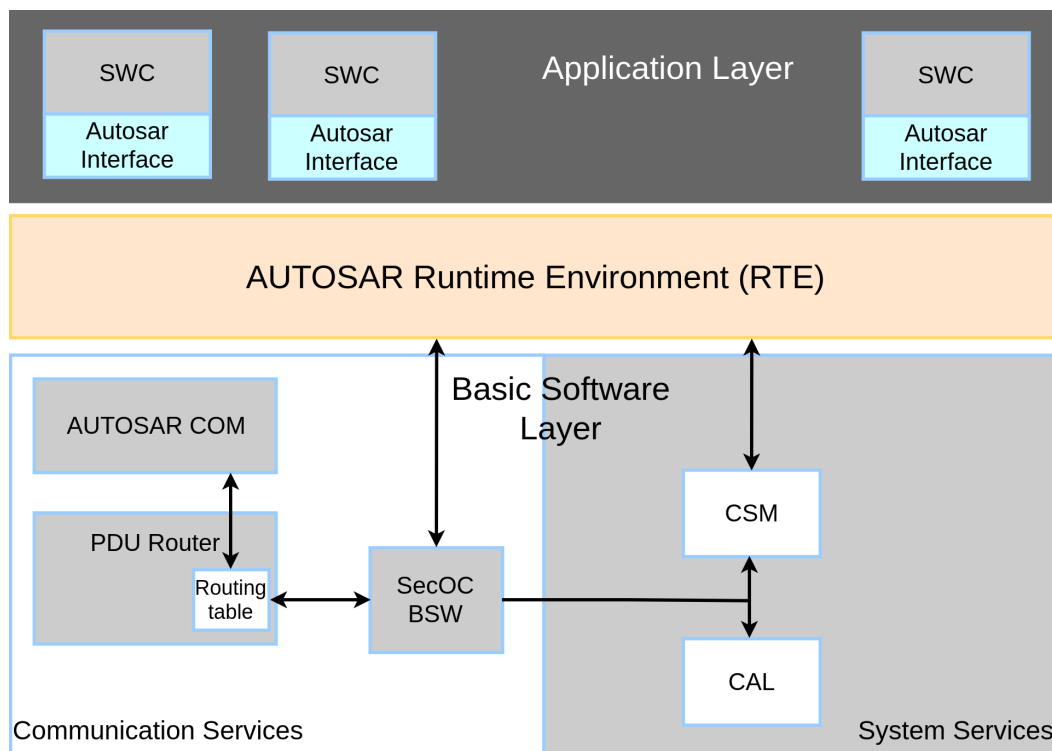 SWC
Autosar
Interface
SWC
Autosar
Interface
Application Layer
SWC
Autosar
Interface
AUTOSAR Runtime Environment (RTE)
Basic Software
Layer
AUTOSAR COM
PDU Router
Routing
table
SecOC
BSW
CSM
CAL
Communication Services
System Services